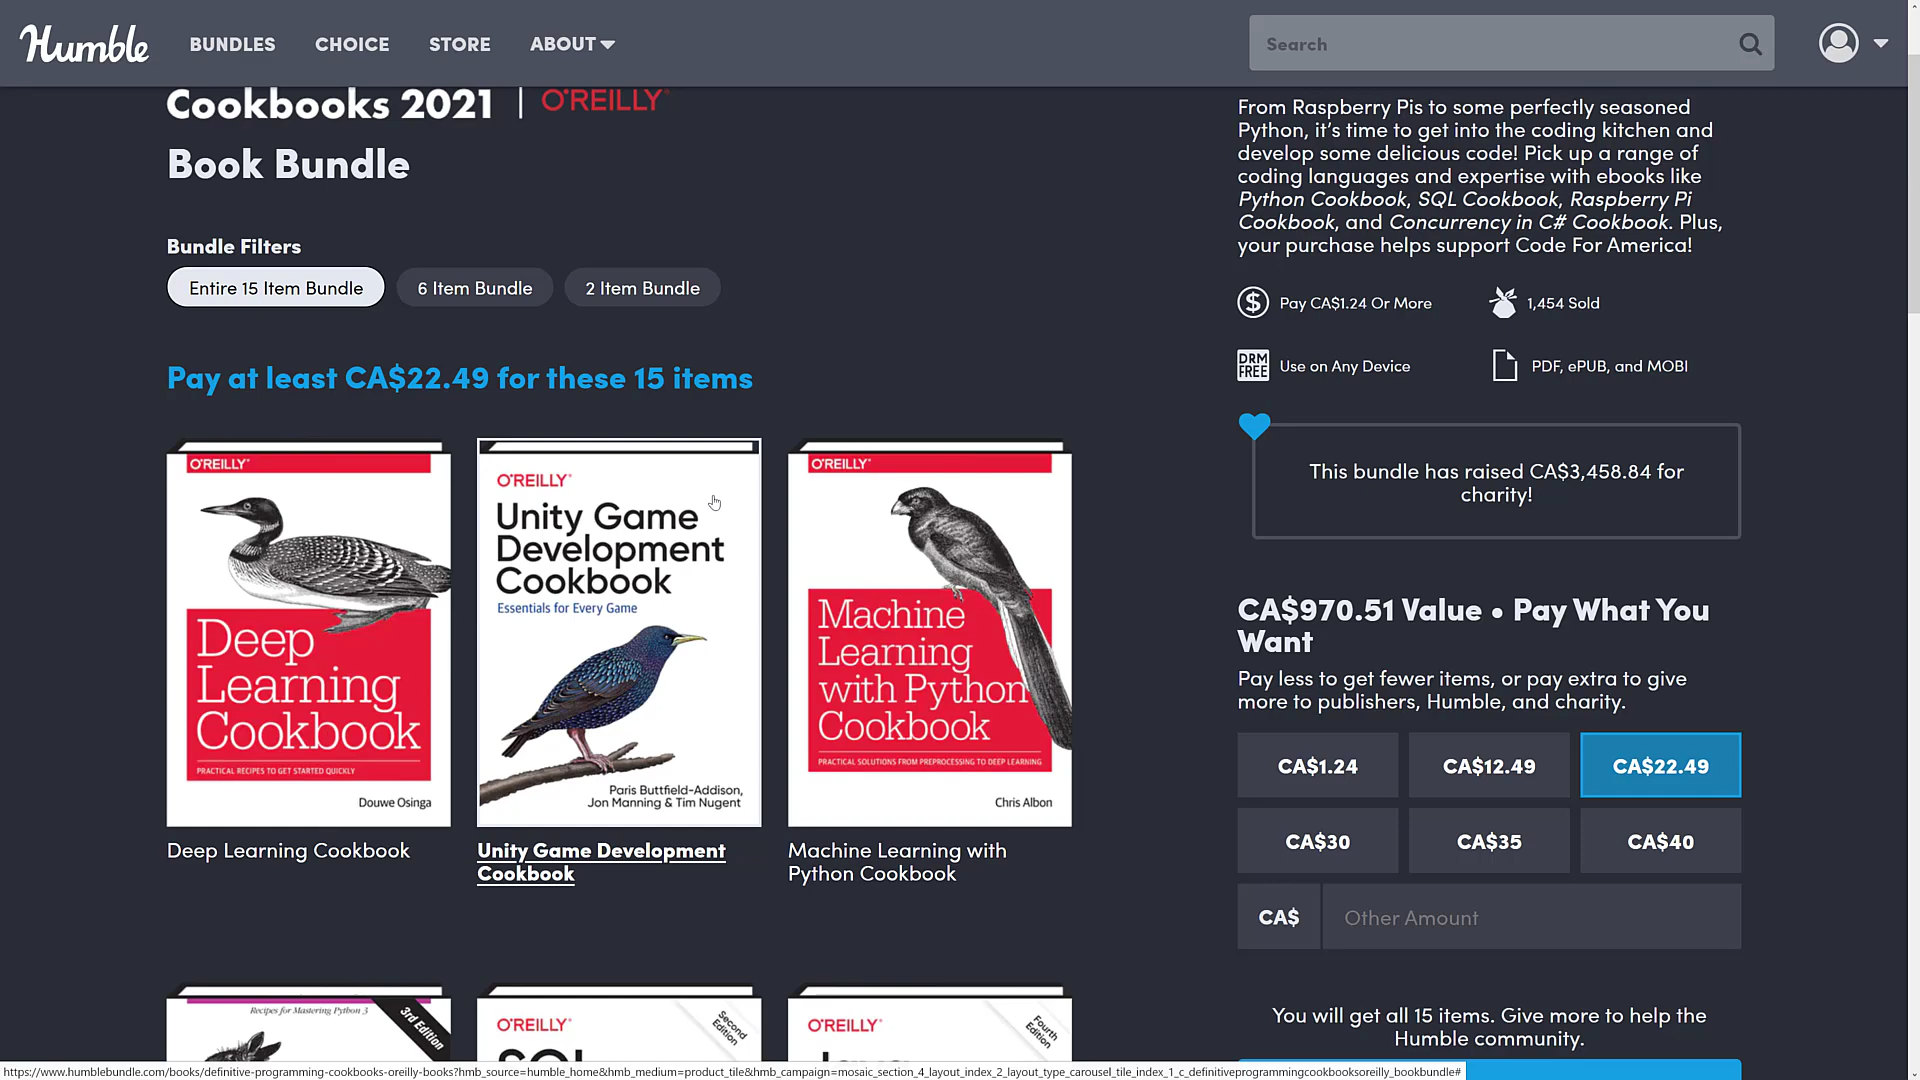 Humble
BUNDLES
CHOICE
STORE
ABOUT
Search
Cookbooks 2021 | O'REILLY®
Book Bundle
Bundle Filters
Entire 15 Item Bundle
6 Item Bundle
2 Item Bundle
Pay at least CA$22.49 for these 15 items
O'REILLY®
Deep
Learning
Cookbook
PRACTICAL RECIPES TO GET STARTED QUICKLY
Douwe Osinga
Deep Learning Cookbook
O'REILLY®
Unity Game
Development
Cookbook
Essentials for Every Game
Paris Buttfield-Addison,
Jon Manning & Tim Nugent
Unity Game Development
Cookbook
O'REILLY®
Machine
Learning
with Python
Cookbook
PRACTICAL SOLUTIONS FROM PREPROCESSING TO DEEP LEARNING
Chris Albon
Machine Learning with
Python Cookbook
Recipes for Mastering Python 3
3rd Edition
O'REILLY®
Second
Edition
SQL
O'REILLY®
Fourth
Edition
From Raspberry Pis to some perfectly seasoned
Python, it’s time to get into the coding kitchen and
develop some delicious code! Pick up a range of
coding languages and expertise with ebooks like
Python Cookbook, SQL Cookbook, Raspberry Pi
Cookbook, and Concurrency in C# Cookbook. Plus,
your purchase helps support Code For America!
Pay CA$1.24 Or More
1,454 Sold
DRM
FREE
Use on Any Device
PDF, ePUB, and MOBI
This bundle has raised CA$3,458.84 for
charity!
CA$970.51 Value • Pay What You
Want
Pay less to get fewer items, or pay extra to give
more to publishers, Humble, and charity.
CA$1.24
CA$12.49
CA$22.49
CA$30
CA$35
CA$40
CA$
Other Amount
You will get all 15 items. Give more to help the
Humble community.
https://www.humblebundle.com/books/definitive-programming-cookbooks-oreilly-books?hmb_source=humble_home&hmb_medium=product_tile&hmb_campaign=mosaic_section_4_layout_index_2_layout_type_carousel_tile_index_1_c_definitiveprogrammingcookbooksoreilly_bookbundle#